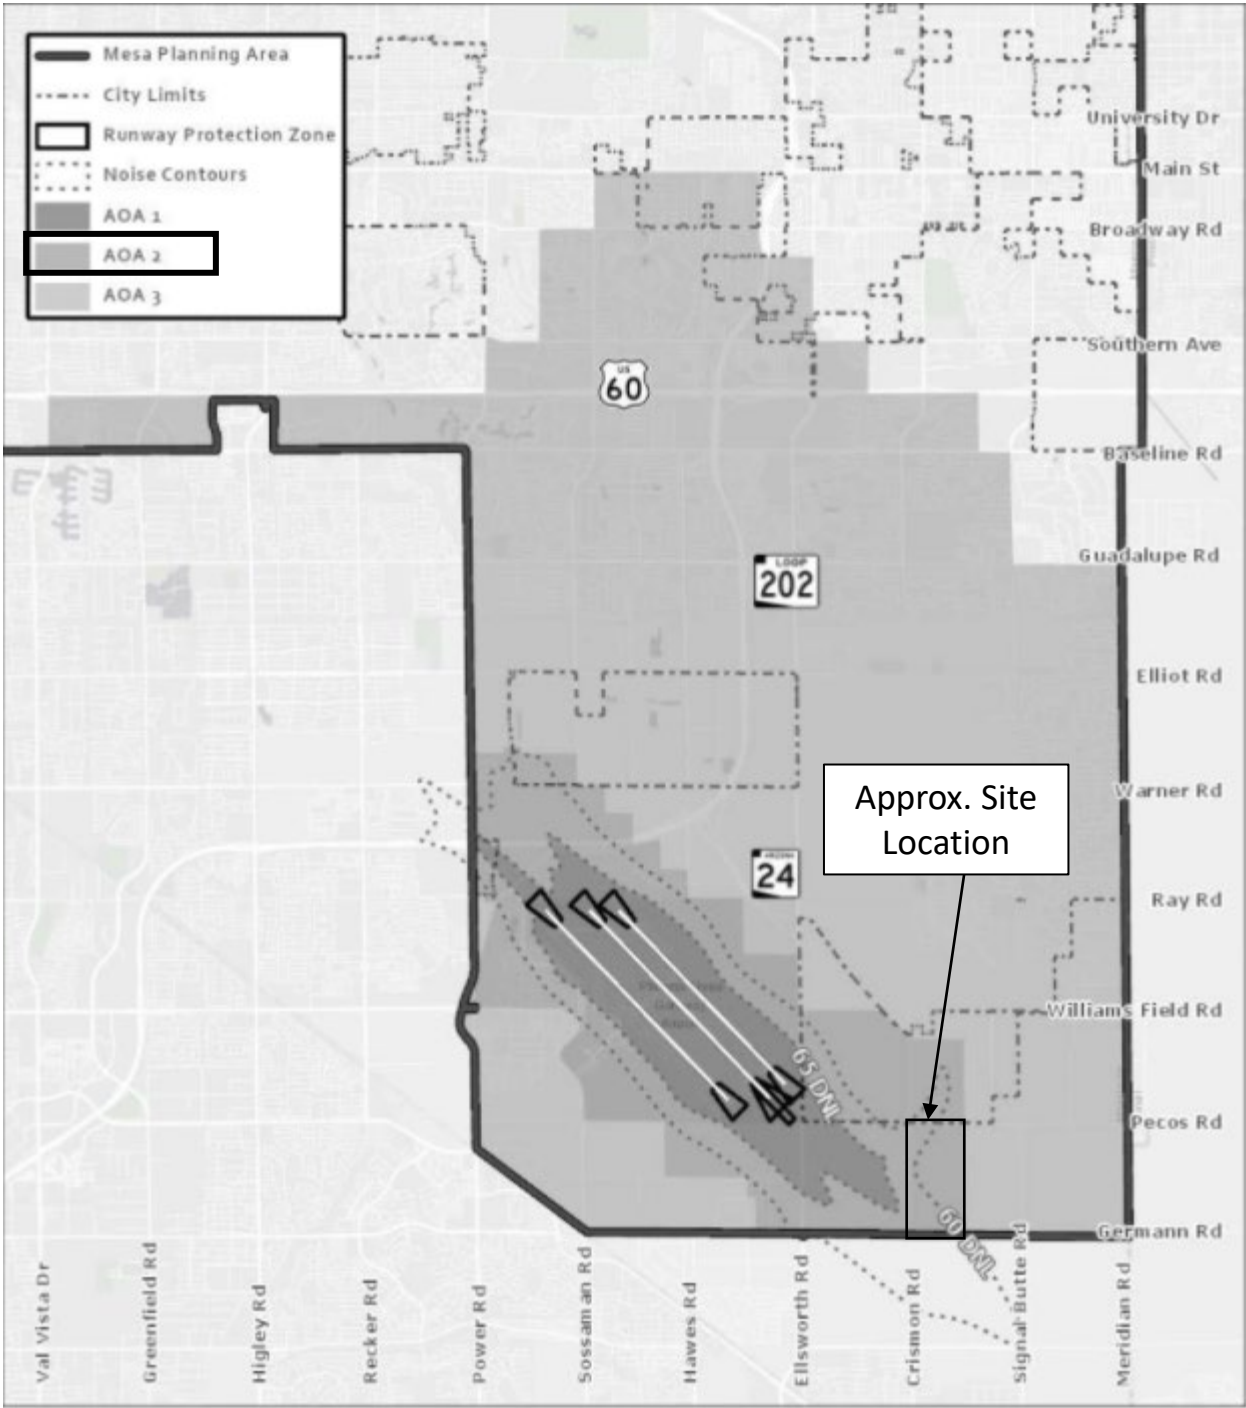 Mesa Planning Area
City Limits
Runway Protection Zone
Noise Contours
AOA 1
AOA 2
AOA 3
University Dr
Main St
Broadway Rd
Southern Ave
US
60
Baseline Rd
Guadalupe Rd
LOOP
202
Elliot Rd
Warner Rd
Approx. Site
Location
ARIZONA
24
Ray Rd
Williams Field Rd
65 DNL
Pecos Rd
60 DNL
Germann Rd
Val Vista Dr
Greenfield Rd
Higley Rd
Recker Rd
Power Rd
Sossaman Rd
Hawes Rd
Ellsworth Rd
Crismon Rd
Signal Butte Rd
Meridian Rd